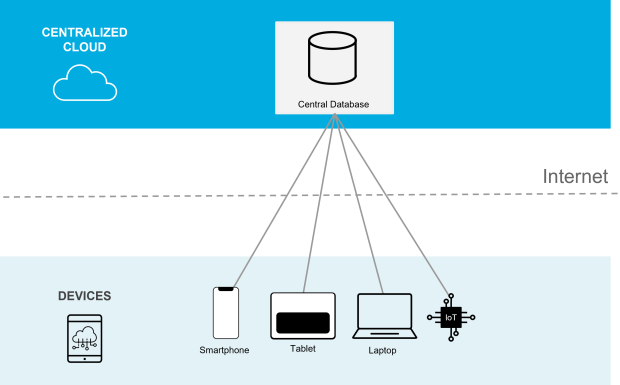 CENTRALIZED
CLOUD
Central Database
Internet
DEVICES
IoT
Smartphone
Tablet
Laptop